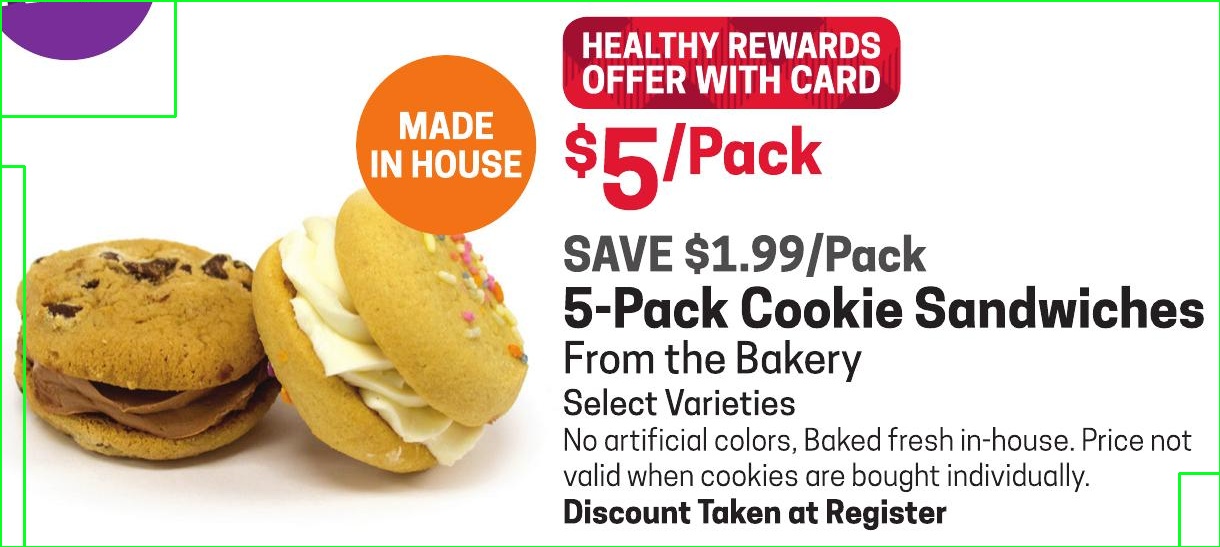 HEALTHY REWARDS
OFFER WITH CARD
MADE
IN HOUSE
$5/Pack
SAVE $1.99/Pack
5-Pack Cookie Sandwiches
From the Bakery
Select Varieties
No artificial colors, Baked fresh in-house. Price not
valid when cookies are bought individually.
Discount Taken at Register